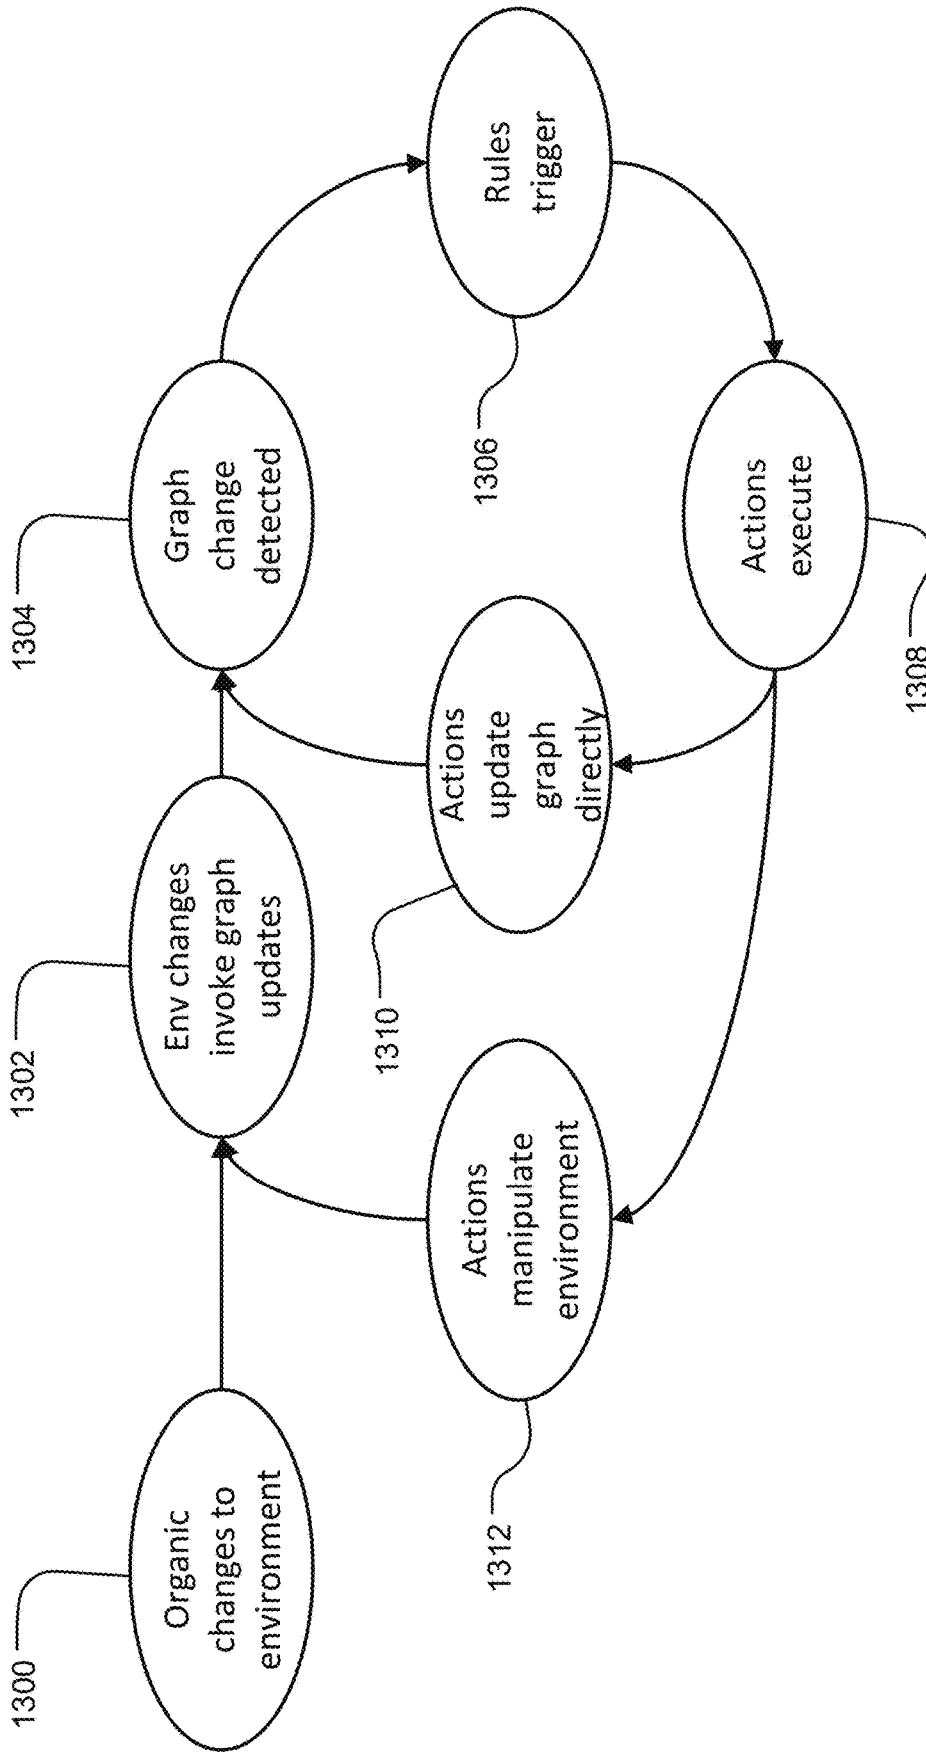 1300
Organic
changes to
environment
1302
Env changes
invoke graph
updates
1304
Graph
change
detected
1306
Rules
trigger
1308
Actions
execute
1310
Actions
update
graph
directly
1312
Actions
manipulate
environment